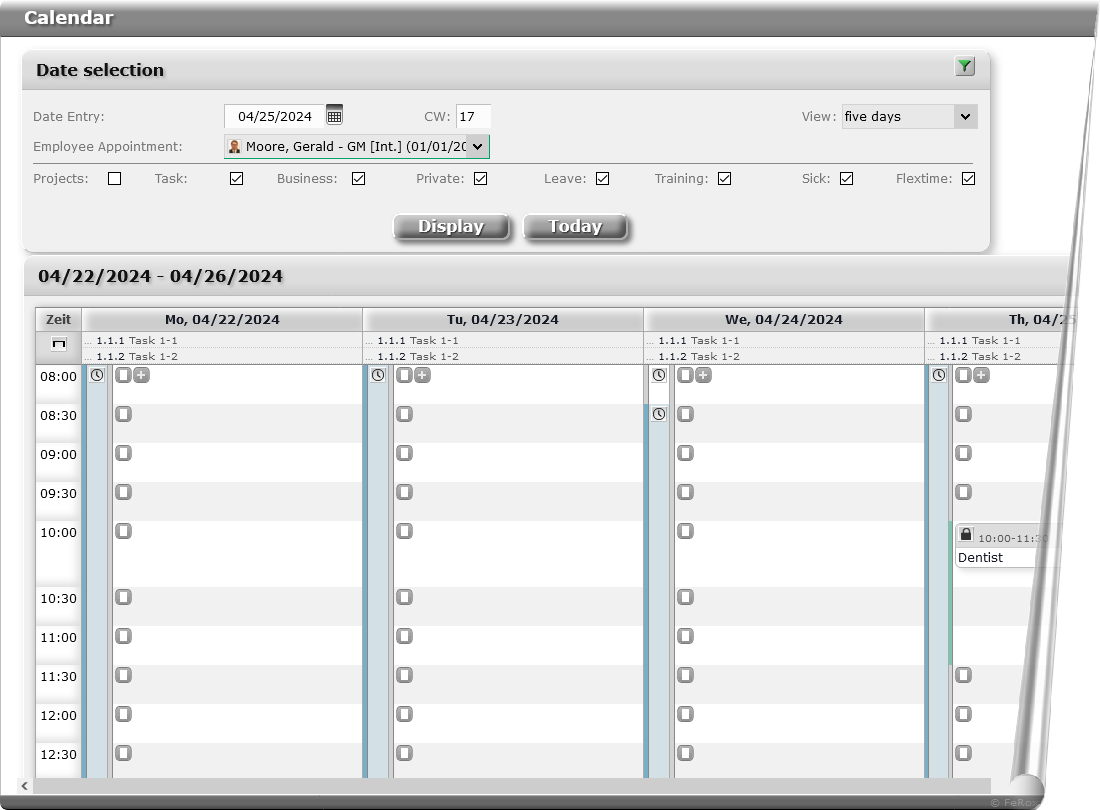 Calendar
Date selection
Date Entry: 04/25/2024 CW: 17 View: five days
Employee Appointment: Moore, Gerald - GM [Int.] (01/01/20
Projects: Task: Business: Private: Leave: Training: Sick: Flextime:
Display Today
04/22/2024 - 04/26/2024
Zeit Mo, 04/22/2024 Tu, 04/23/2024 We, 04/24/2024 Th, 04/25
... 1.1.1 Task 1-1 ... 1.1.1 Task 1-1 ... 1.1.1 Task 1-1 ... 1.1.1 Task 1-1
... 1.1.2 Task 1-2 ... 1.1.2 Task 1-2 ... 1.1.2 Task 1-2 ... 1.1.2 Task 1-2
08:00
08:30
09:00
09:30
10:00 10:00-11:30
Dentist
10:30
11:00
11:30
12:00
12:30